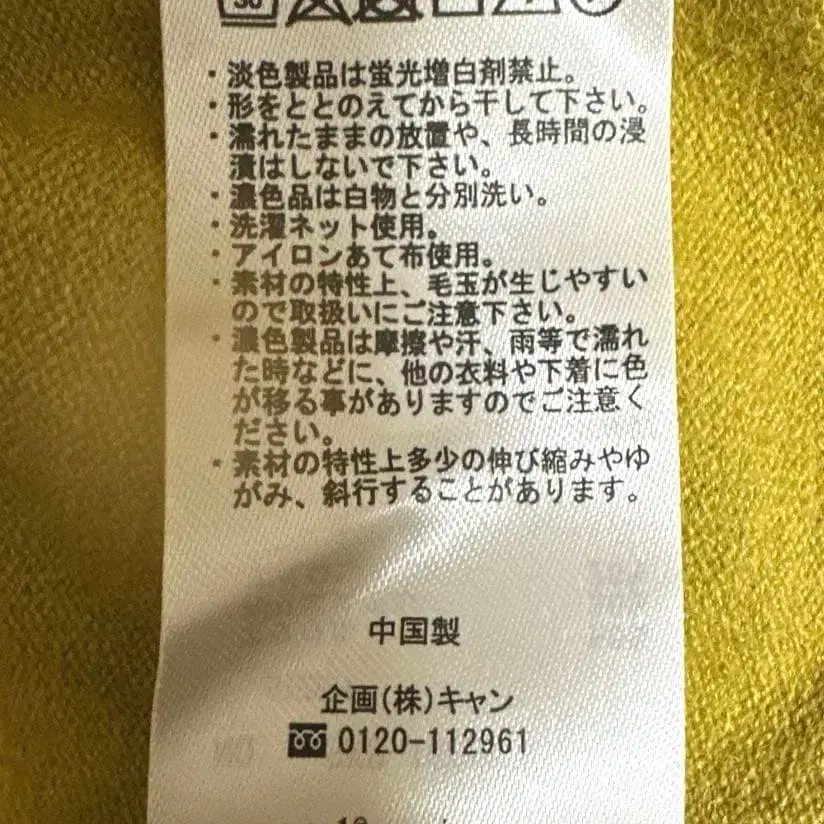 30
・淡色製品は蛍光増白剤禁止。
・形をととのえてから干して下さい。
・濡れたままの放置や、長時間の浸
漬はしないで下さい。
・濃色品は白物と分別洗い。
・洗濯ネット使用。
・アイロンあて布使用。
・素材の特性上、毛玉が生じやすい
ので取扱いにご注意下さい。
・濃色製品は摩擦や汗、雨等で濡れ
た時などに、他の衣料や下着に色
が移る事がありますのでご注意く
ださい。
・素材の特性上多少の伸び縮みやゆ
がみ、斜行することがあります。
中国製
企画(株)キャン
0120-112961